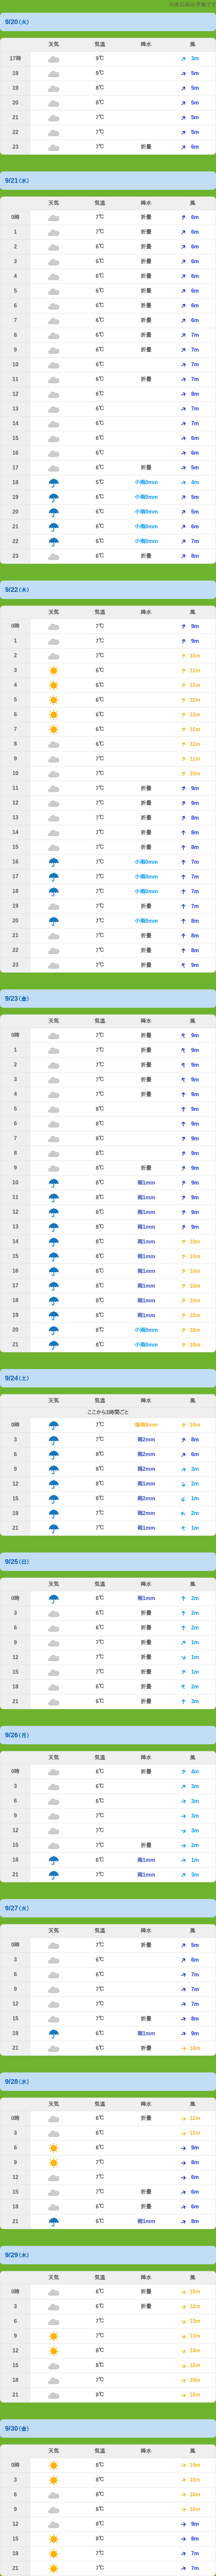 9/20(火)
天気 気温 降水 風
17時 9℃ 3m
18 9℃ 5m
19 8℃ 5m
20 8℃ 5m
21 7℃ 5m
22 7℃ 5m
23 7℃ 折畳 6m
9/21(水)
天気 気温 降水 風
0時 7℃ 折畳 6m
1 7℃ 折畳 6m
2 6℃ 折畳 6m
3 6℃ 折畳 6m
4 6℃ 折畳 6m
5 6℃ 折畳 6m
6 6℃ 折畳 6m
7 6℃ 折畳 6m
8 6℃ 折畳 7m
9 6℃ 折畳 7m
10 6℃ 7m
11 6℃ 折畳 7m
12 6℃ 8m
13 6℃ 7m
14 6℃ 7m
15 6℃ 6m
16 6℃ 6m
17 6℃ 折畳 5m
18 5℃ 小雨0mm 4m
19 6℃ 小雨0mm 5m
20 6℃ 小雨0mm 5m
21 6℃ 小雨0mm 6m
22 6℃ 小雨0mm 7m
23 6℃ 折畳 8m
9/22(木)
天気 気温 降水 風
0時 7℃ 9m
1 7℃ 9m
2 7℃ 10m
3 6℃ 11m
4 6℃ 12m
5 6℃ 12m
6 6℃ 13m
7 6℃ 12m
8 6℃ 12m
9 7℃ 11m
10 7℃ 10m
11 7℃ 折畳 9m
12 7℃ 折畳 9m
13 7℃ 折畳 8m
14 8℃ 折畳 8m
15 8℃ 折畳 8m
16 7℃ 小雨0mm 7m
17 7℃ 小雨0mm 7m
18 7℃ 小雨0mm 7m
19 7℃ 折畳 7m
20 7℃ 小雨0mm 8m
21 7℃ 折畳 8m
22 7℃ 折畳 8m
23 7℃ 折畳 9m
9/23(金)
天気 気温 降水 風
0時 7℃ 折畳 9m
1 7℃ 折畳 9m
2 7℃ 折畳 9m
3 7℃ 折畳 9m
4 7℃ 折畳 9m
5 8℃ 9m
6 8℃ 9m
7 8℃ 9m
8 8℃ 9m
9 8℃ 折畳 9m
10 8℃ 雨1mm 9m
11 8℃ 雨1mm 9m
12 8℃ 雨1mm 9m
13 8℃ 雨1mm 9m
14 8℃ 雨1mm 10m
15 8℃ 雨1mm 10m
16 8℃ 雨1mm 10m
17 8℃ 雨1mm 10m
18 8℃ 雨1mm 10m
19 8℃ 雨1mm 10m
20 8℃ 小雨0mm 10m
21 8℃ 小雨0mm 10m
9/24(土)
天気 気温 降水 風
ここから3時間ごと
0時 7℃ 10m
3 7℃ 雨2mm 8m
6 8℃ 雨2mm 6m
9 8℃ 雨2mm 3m
12 8℃ 雨1mm 2m
15 8℃ 雨2mm 1m
18 7℃ 雨2mm 2m
21 7℃ 雨1mm 1m
9/25(日)
天気 気温 降水 風
0時 6℃ 雨1mm 2m
3 6℃ 折畳 2m
6 6℃ 折畳 2m
9 7℃ 折畳 1m
12 7℃ 折畳 1m
15 7℃ 折畳 1m
18 6℃ 折畳 2m
21 6℃ 折畳 3m
9/26(月)
天気 気温 降水 風
0時 6℃ 折畳 4m
3 6℃ 3m
6 6℃ 3m
9 7℃ 3m
12 7℃ 3m
15 7℃ 折畳 2m
18 6℃ 雨1mm 1m
21 7℃ 雨1mm 3m
9/27(火)
天気 気温 降水 風
0時 7℃ 折畳 5m
3 6℃ 6m
6 6℃ 7m
9 7℃ 7m
12 7℃ 7m
15 7℃ 折畳 8m
18 6℃ 雨1mm 9m
21 6℃ 折畳 10m
9/28(水)
天気 気温 降水 風
0時 6℃ 折畳 12m
3 6℃ 11m
6 6℃ 9m
9 7℃ 8m
12 7℃ 6m
15 7℃ 折畳 6m
18 6℃ 折畳 6m
21 6℃ 雨1mm 8m
9/29(木)
天気 気温 降水 風
0時 6℃ 折畳 10m
3 6℃ 折畳 12m
6 7℃ 13m
9 7℃ 13m
12 8℃ 14m
15 8℃ 12m
18 7℃ 10m
21 8℃ 10m
9/30(金)
天気 気温 降水 風
0時 8℃ 10m
3 8℃ 10m
6 8℃ 10m
9 8℃ 10m
12 8℃ 9m
15 8℃ 8m
18 7℃ 7m
21 7℃ 7m